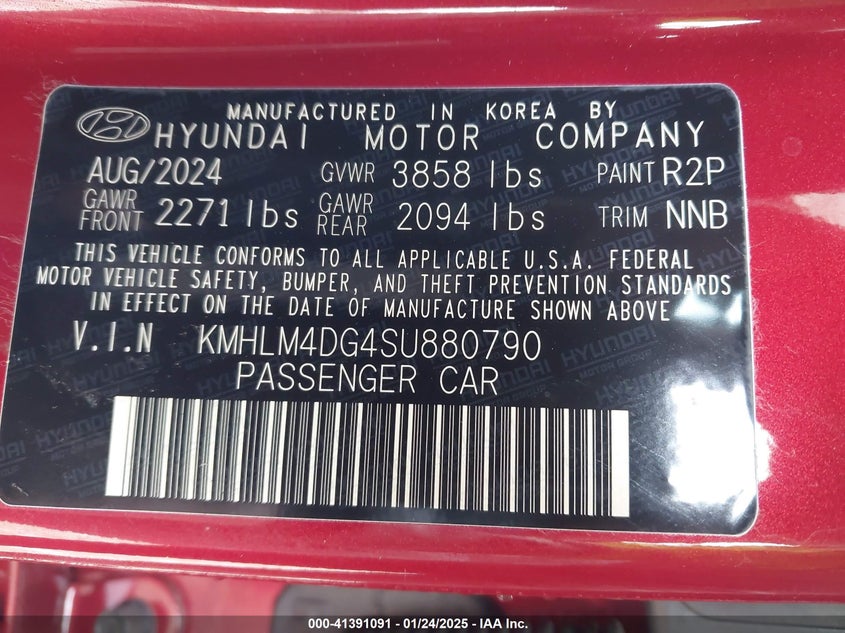 MANUFACTURED IN KOREA BY
HYUNDAI MOTOR COMPANY
AUG/2024 GVWR 3858 lbs PAINT R2P
GAWR FRONT 2271 lbs GAWR REAR 2094 lbs TRIM NNB
THIS VEHICLE CONFORMS TO ALL APPLICABLE U.S.A. FEDERAL
MOTOR VEHICLE SAFETY, BUMPER, AND THEFT PREVENTION STANDARDS
IN EFFECT ON THE DATE OF MANUFACTURE SHOWN ABOVE
V.I.N KMHLM4DG4SU880790
PASSENGER CAR
000-41391091 - 01/24/2025 - IAA Inc.